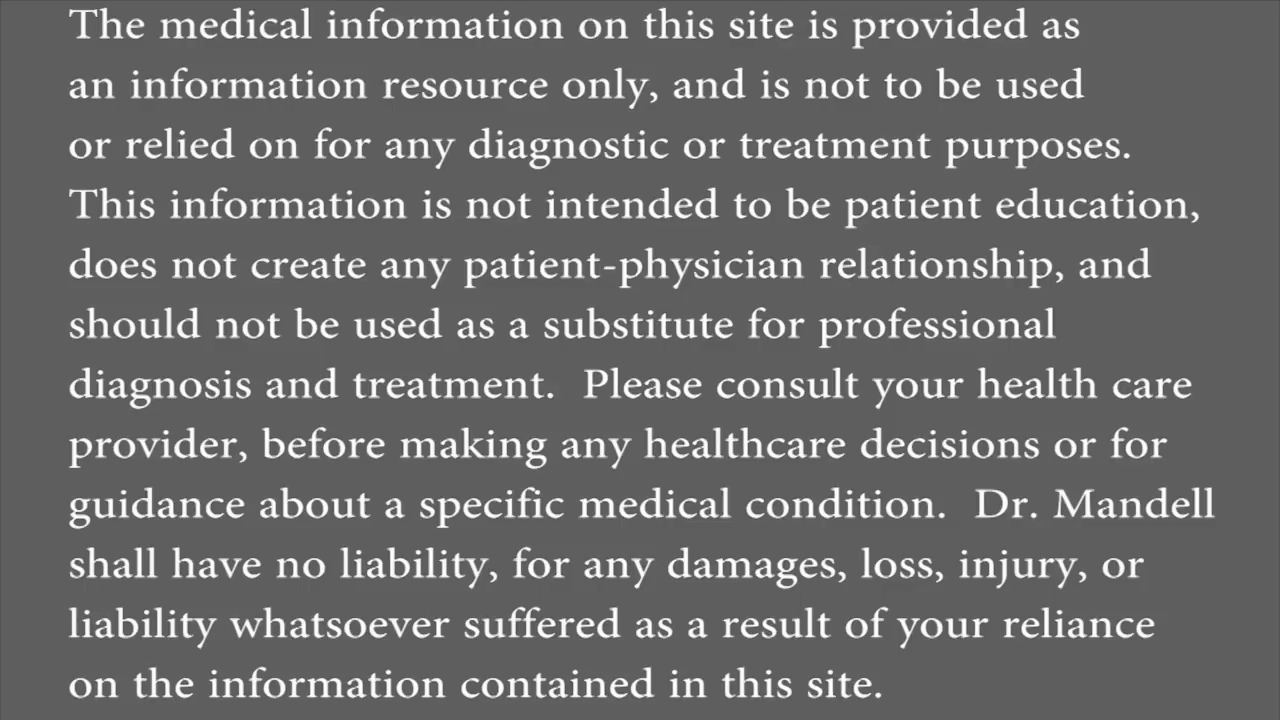 The medical information on this site is provided as
an information resource only, and is not to be used
or relied on for any diagnostic or treatment purposes.
This information is not intended to be patient education,
does not create any patient-physician relationship, and
should not be used as a substitute for professional
diagnosis and treatment.  Please consult your health care
provider, before making any healthcare decisions or for
guidance about a specific medical condition.  Dr. Mandell
shall have no liability, for any damages, loss, injury, or
liability whatsoever suffered as a result of your reliance
on the information contained in this site.